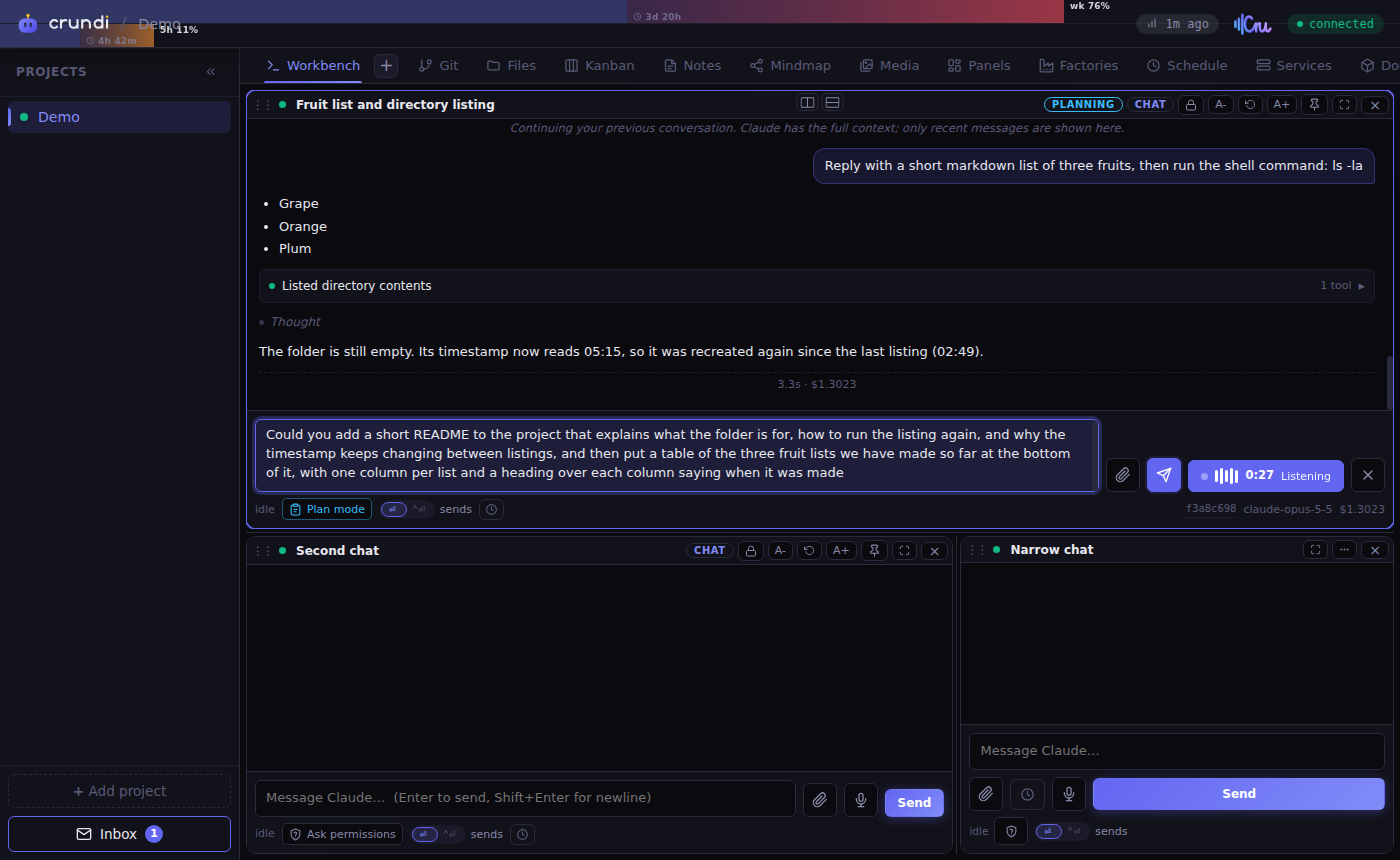 crundi / Demo
3d 20h
wk 76%
4h 42m
5h 11%
1m ago
Cru
connected
PROJECTS «
Workbench + Git Files Kanban Notes Mindmap Media Panels Factories Schedule Services Do
Demo
Fruit list and directory listing
PLANNING CHAT A- A+ ×
Continuing your previous conversation. Claude has the full context; only recent messages are shown here.
Reply with a short markdown list of three fruits, then run the shell command: ls -la
• Grape
• Orange
• Plum
Listed directory contents 1 tool ▸
Thought
The folder is still empty. Its timestamp now reads 05:15, so it was recreated again since the last listing (02:49).
3.3s · $1.3023
Could you add a short README to the project that explains what the folder is for, how to run the listing again, and why the
timestamp keeps changing between listings, and then put a table of the three fruit lists we have made so far at the bottom
of it, with one column per list and a heading over each column saying when it was made
0:27 Listening ×
idle Plan mode ⏎ ^⏎ sends f3a8c698 claude-opus-5-5 $1.3023
Second chat CHAT A- A+ ×
Message Claude… (Enter to send, Shift+Enter for newline) Send
idle Ask permissions ⏎ ^⏎ sends
Narrow chat ··· ×
Message Claude…
Send
idle ⏎ ^⏎ sends
+ Add project
Inbox 1